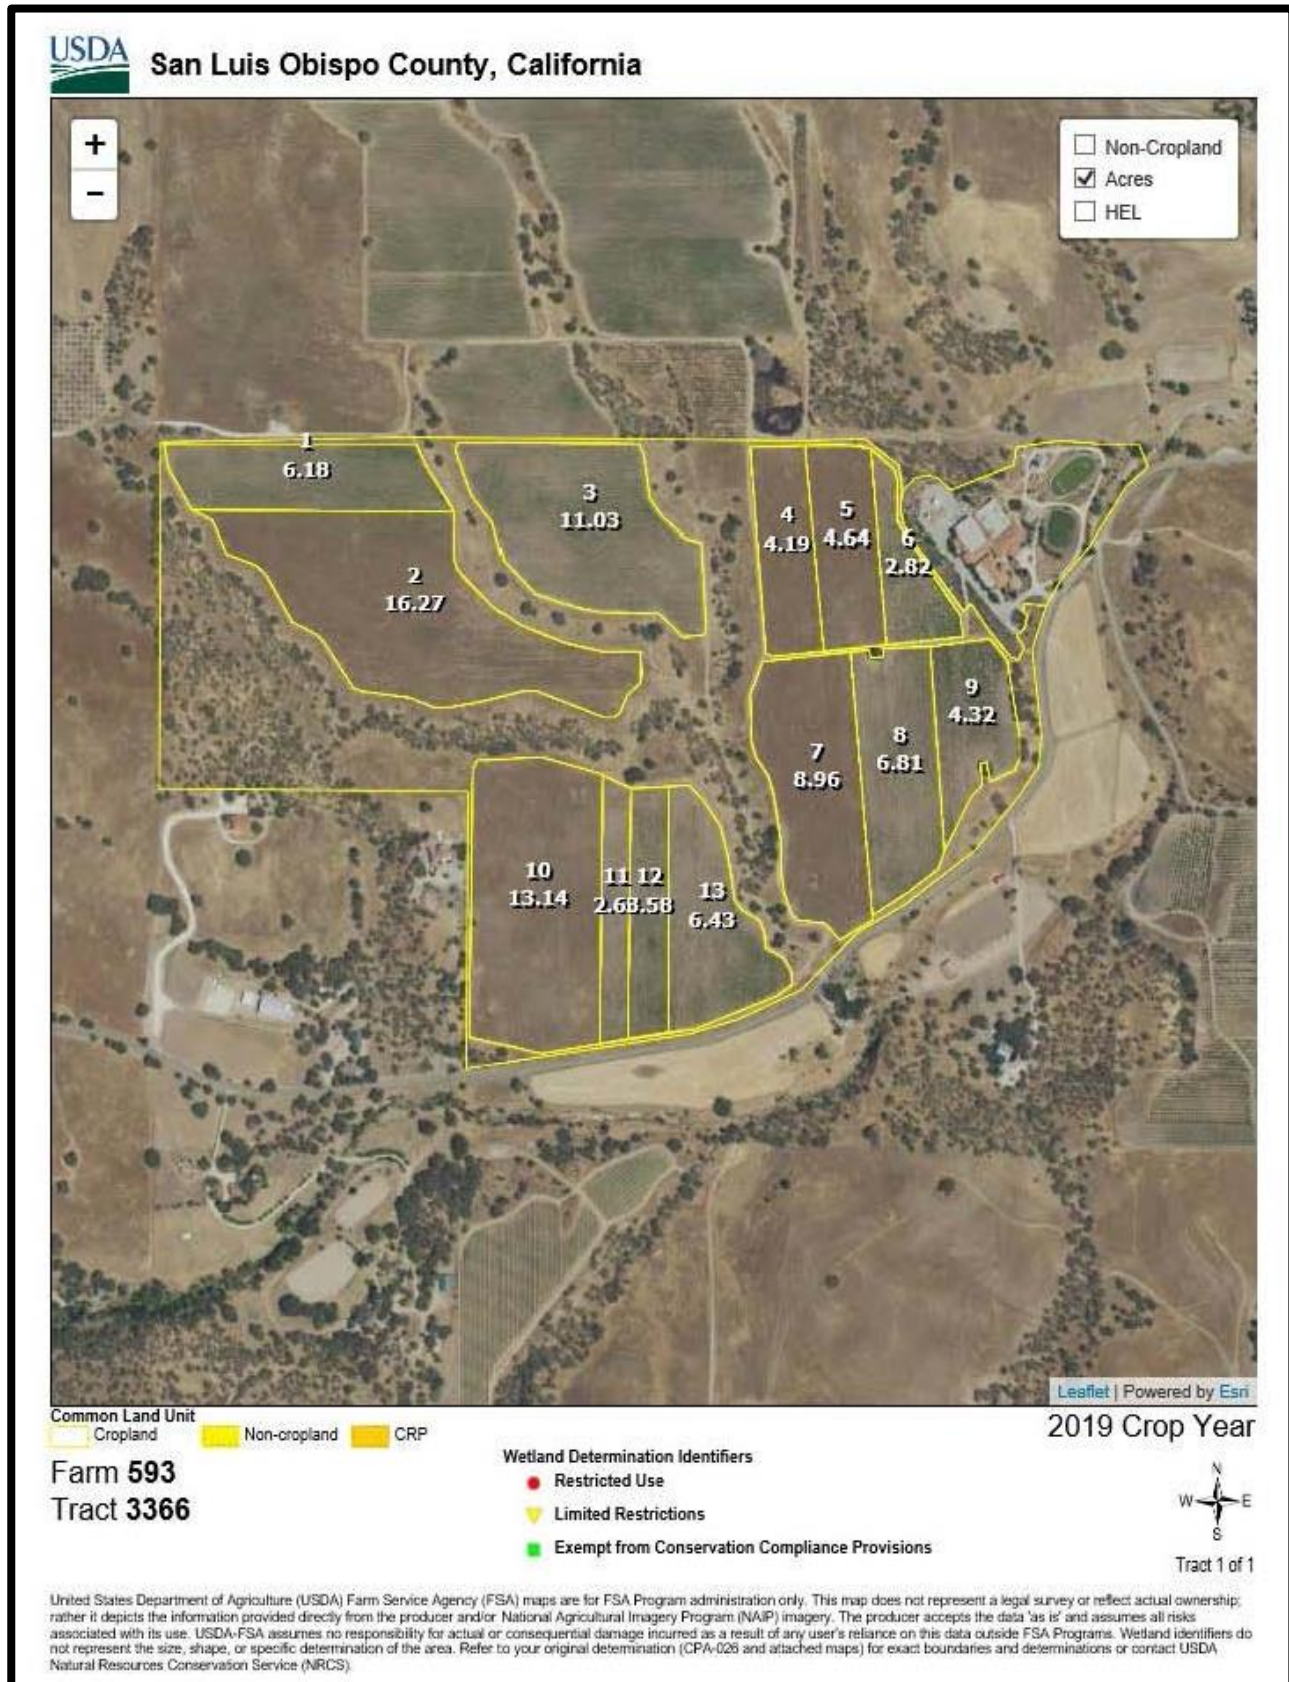 USDA
San Luis Obispo County, California
+
−
Non-Cropland
Acres
HEL
1
6.18
2
16.27
3
11.03
4
4.19
5
4.64
6
2.82
7
8.96
8
6.81
9
4.32
10
13.14
11 12
13
6.43
Leaflet | Powered by Esri
Common Land Unit
Cropland Non-cropland CRP
2019 Crop Year
Farm 593
Tract 3366
Wetland Determination Identifiers
Restricted Use
Limited Restrictions
Exempt from Conservation Compliance Provisions
N
W E
S
Tract 1 of 1
United States Department of Agriculture (USDA) Farm Service Agency (FSA) maps are for FSA Program administration only. This map does not represent a legal survey or reflect actual ownership;
rather it depicts the information provided directly from the producer and/or National Agricultural Imagery Program (NAIP) imagery. The producer accepts the data 'as is' and assumes all risks
associated with its use. USDA-FSA assumes no responsibility for actual or consequential damage incurred as a result of any user's reliance on this data outside FSA Programs. Wetland identifiers do
not represent the size, shape, or specific determination of the area. Refer to your original determination (CPA-026 and attached maps) for exact boundaries and determinations or contact USDA
Natural Resources Conservation Service (NRCS).